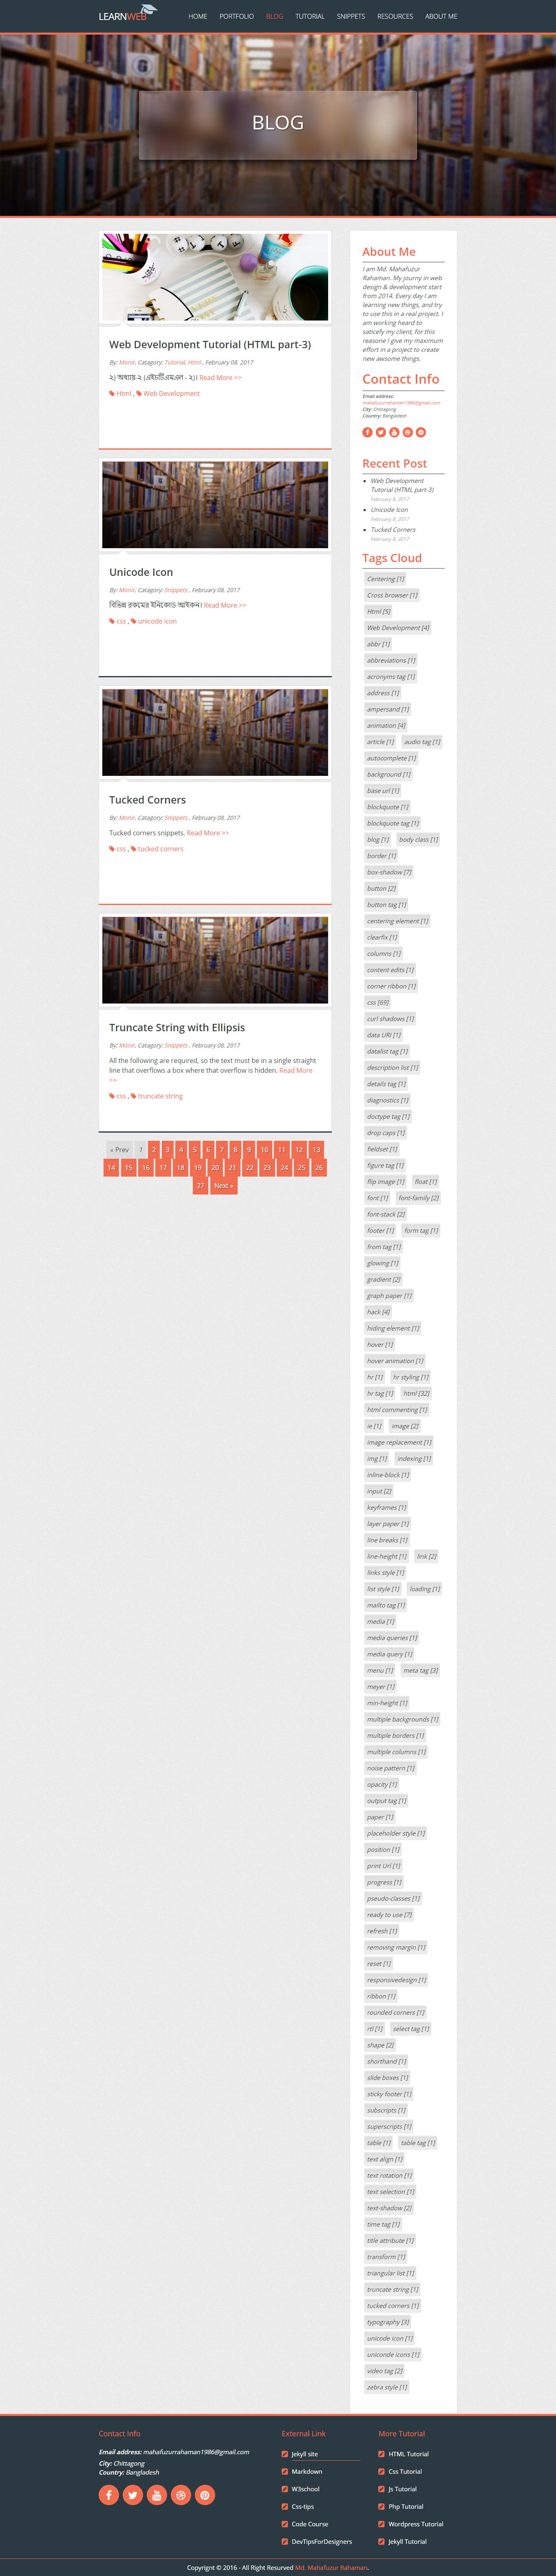 LEARNWEB
HOME PORTFOLIO BLOG TUTORIAL SNIPPETS RESOURCES ABOUT ME
BLOG
Web Development Tutorial (HTML part-3)
By: Monir, Catagory: Tutorial, Html , February 08, 2017
২) অধ্যায়-২ (এইচটিএমএল - ২)। Read More >>
Html , Web Development
Unicode Icon
By: Monir, Catagory: Snippets , February 08, 2017
বিভিন্ন রকমের ইনিকোড আইকন। Read More >>
css , unicode icon
Tucked Corners
By: Monir, Catagory: Snippets , February 08, 2017
Tucked corners snippets. Read More >>
css , tucked corners
Truncate String with Ellipsis
By: Monir, Catagory: Snippets , February 08, 2017
All the following are required, so the text must be in a single straight
line that overflows a box where that overflow is hidden. Read More
>>
css , truncate string
« Prev 1 2 3 4 5 6 7 8 9 10 11 12 13
14 15 16 17 18 19 20 21 22 23 24 25 26
27 Next »
About Me
I am Md. Mahafuzur
Rahaman. My journy in web
design & development start
from 2014. Every day I am
learning new things, and try
to use this in a real project. I
am working heard to
saticefy my client, for this
reasone I give my maximum
effort in a project to create
new awsome things.
Contact Info
Email address:
mahafuzurrahaman1986@gmail.com
City: Chittagong
Country: Bangladesh
Recent Post
Web Development
Tutorial (HTML part-3)
February 8, 2017
Unicode Icon
February 8, 2017
Tucked Corners
February 8, 2017
Tags Cloud
Centering [1]
Cross browser [1]
Html [5]
Web Development [4]
abbr [1]
abbreviations [1]
acronyms tag [1]
address [1]
ampersand [1]
animation [4]
article [1] audio tag [1]
autocomplete [1]
background [1]
base url [1]
blockquote [1]
blockquote tag [1]
blog [1] body class [1]
border [1]
box-shadow [7]
button [2]
button tag [1]
centering element [1]
clearfix [1]
columns [1]
content edits [1]
corner ribbon [1]
css [69]
curl shadows [1]
data URI [1]
datalist tag [1]
description list [1]
details tag [1]
diagnostics [1]
doctype tag [1]
drop caps [1]
fieldset [1]
figure tag [1]
flip image [1] float [1]
font [1] font-family [2]
font-stack [2]
footer [1] form tag [1]
from tag [1]
glowing [1]
gradient [2]
graph paper [1]
hack [4]
hiding element [1]
hover [1]
hover animation [1]
hr [1] hr styling [1]
hr tag [1] html [32]
html commenting [1]
ie [1] image [2]
image replacement [1]
img [1] indexing [1]
inline-block [1]
input [2]
keyframes [1]
layer paper [1]
line breaks [1]
line-height [1] link [2]
links style [1]
list style [1] loading [1]
mailto tag [1]
media [1]
media queries [1]
media query [1]
menu [1] meta tag [3]
meyer [1]
min-height [1]
multiple backgrounds [1]
multiple borders [1]
multiple columns [1]
noise pattern [1]
opacity [1]
output tag [1]
paper [1]
placeholder style [1]
position [1]
print Url [1]
progress [1]
pseudo-classes [1]
ready to use [7]
refresh [1]
removing margin [1]
reset [1]
responsivedesign [1]
ribbon [1]
rounded corners [1]
rtl [1] select tag [1]
shape [2]
shorthand [1]
slide boxes [1]
sticky footer [1]
subscripts [1]
superscripts [1]
table [1] table tag [1]
text align [1]
text rotation [1]
text selection [1]
text-shadow [2]
time tag [1]
title attribute [1]
transform [1]
triangular list [1]
truncate string [1]
tucked corners [1]
typography [3]
unicode icon [1]
uniconde icons [1]
video tag [2]
zebra style [1]
Contact Info
Email address: mahafuzurrahaman1986@gmail.com
City: Chittagong
Country: Bangladesh
External Link
Jekyll site
Markdown
W3school
Css-tips
Code Course
DevTipsForDesigners
More Tutorial
HTML Tutorial
Css Tutorial
Js Tutorial
Php Tutorial
Wordpress Tutorial
Jekyll Tutorial
Copyrignt © 2016 - All Right Resurved Md. Mahafuzur Rahaman.